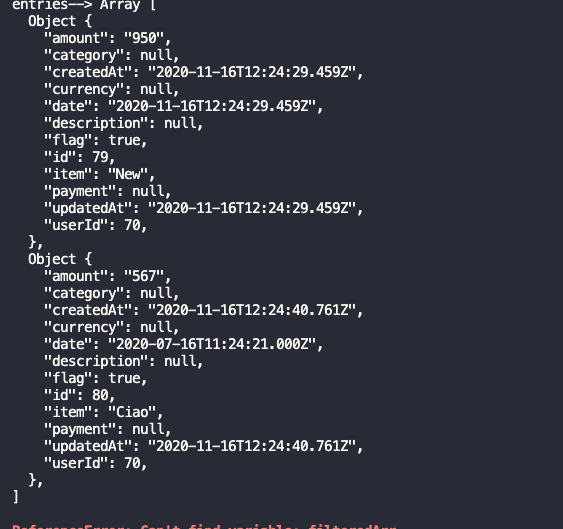 entries--> Array [
Object {
"amount": "950",
"category": null,
"createdAt": "2020-11-16T12:24:29.459Z",
"currency": null,
"date": "2020-11-16T12:24:29.459Z",
"description": null,
"flag": true,
"id": 79,
"item": "New",
"payment": null,
"updatedAt": "2020-11-16T12:24:29.459Z",
"userId": 70,
},
Object {
"amount": "567",
"category": null,
"createdAt": "2020-11-16T12:24:40.761Z",
"currency": null,
"date": "2020-07-16T11:24:21.000Z",
"description": null,
"flag": true,
"id": 80,
"item": "Ciao",
"payment": null,
"updatedAt": "2020-11-16T12:24:40.761Z",
"userId": 70,
},
]
ReferenceError: Can't find variable: